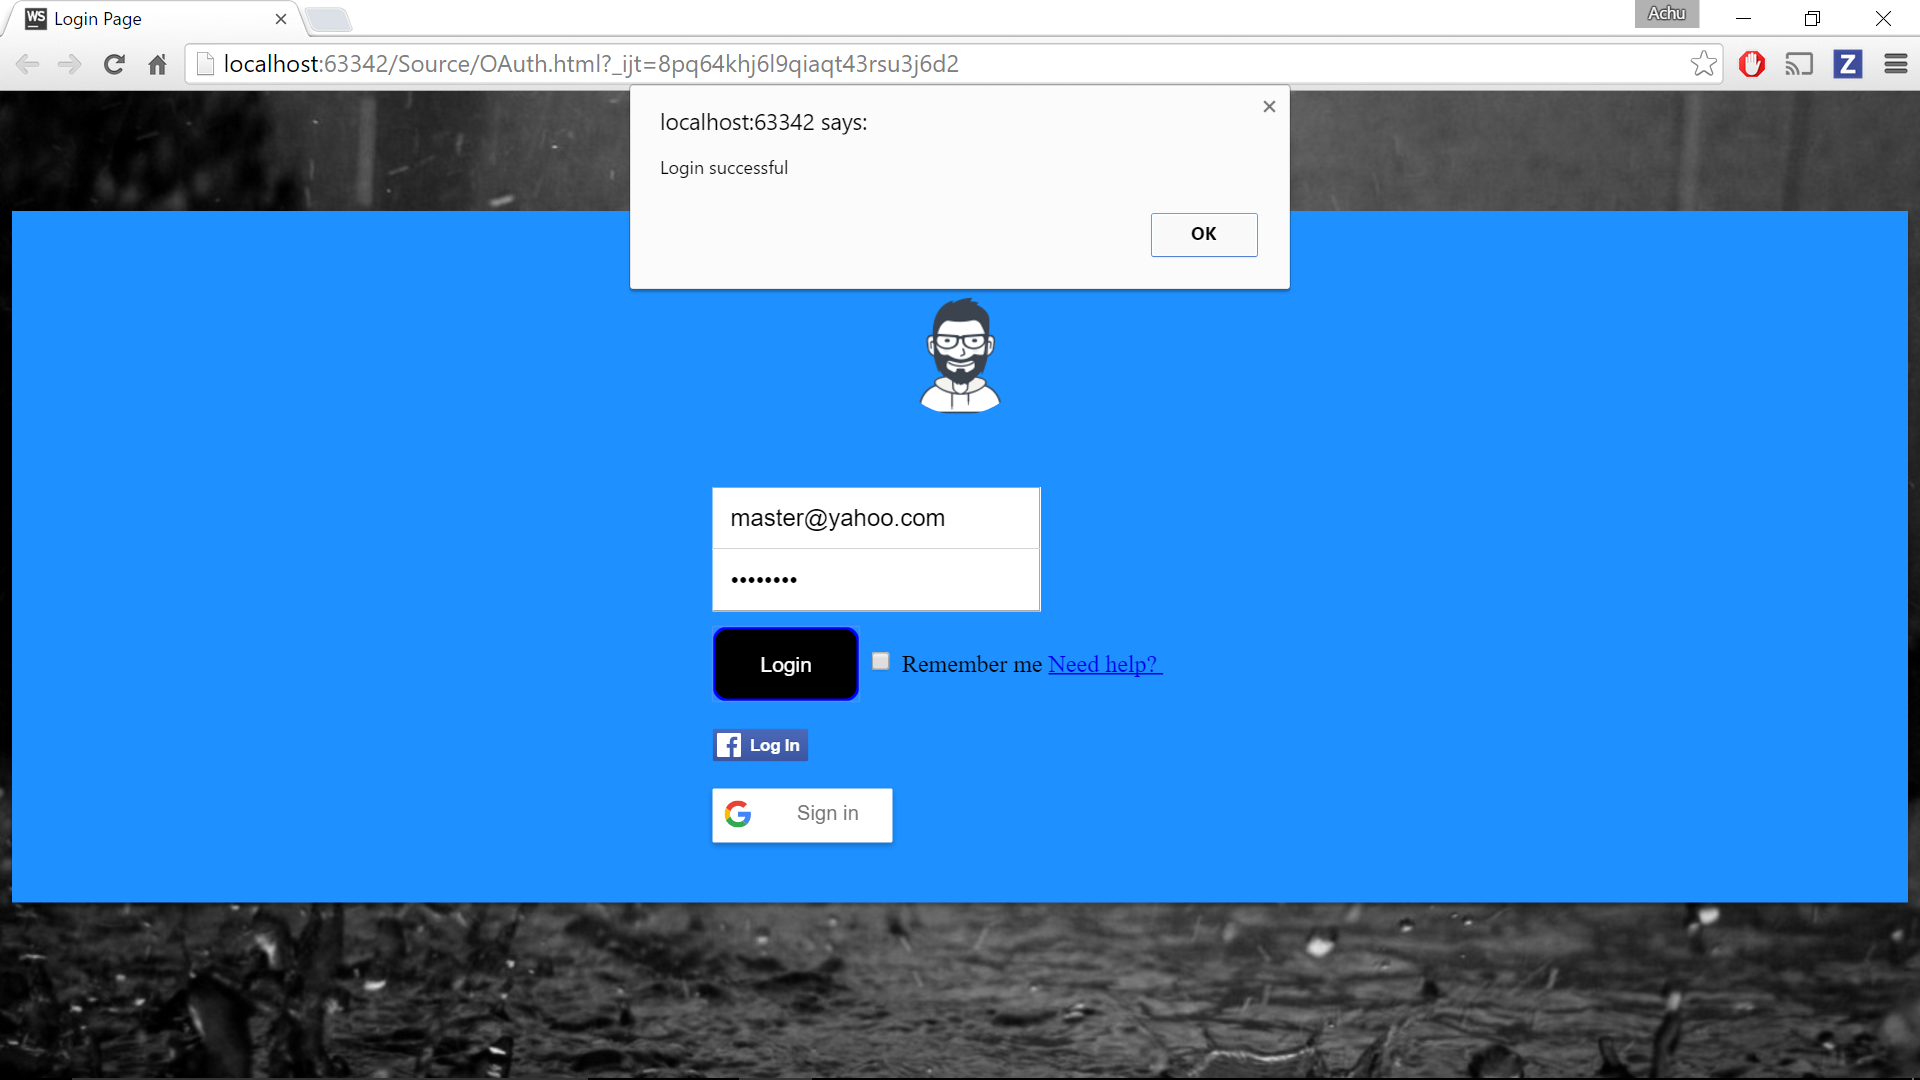 WS Login Page
Achu
localhost:63342/Source/OAuth.html?_ijt=8pq64khj6l9qiaqt43rsu3j6d2
Z
localhost:63342 says:
Login successful
OK
master@yahoo.com
••••••••
Login Remember me Need help?
f Log In
G Sign in